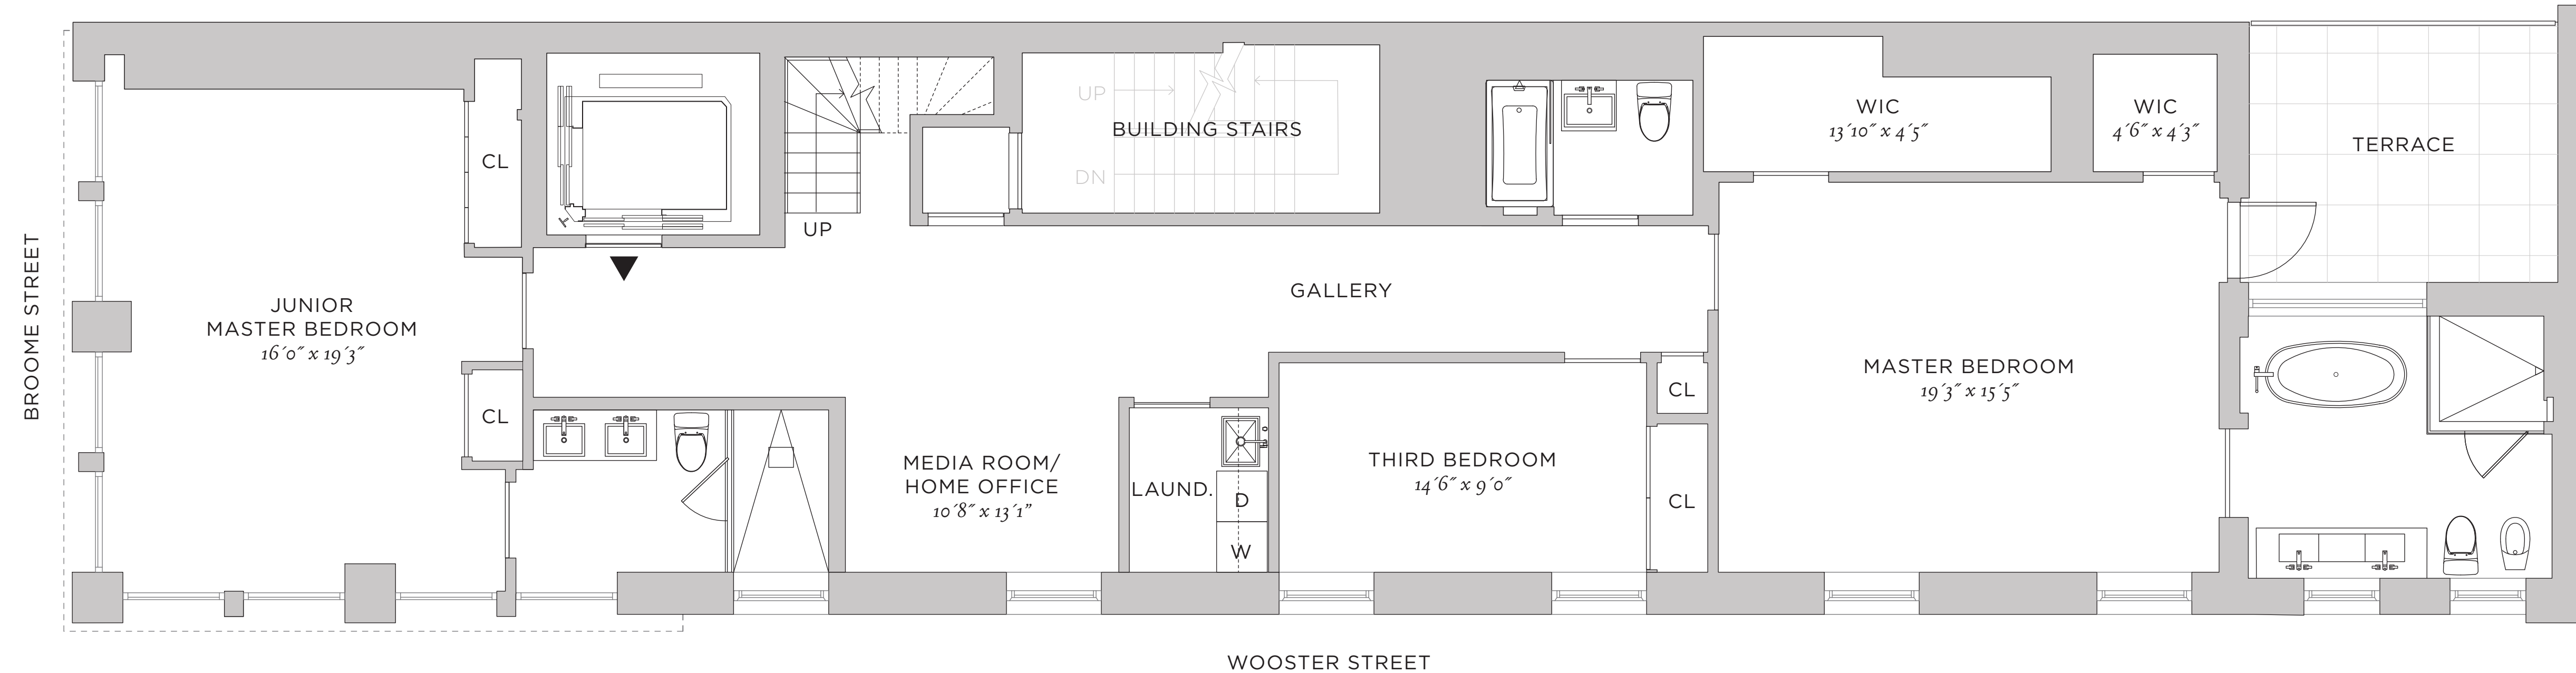 BROOME STREET
JUNIOR
MASTER BEDROOM
16´0˝ x 19´3˝
CL
CL
UP
UP
DN
BUILDING STAIRS
GALLERY
MEDIA ROOM/
HOME OFFICE
10´8˝ x 13´1”
LAUND.
D
W
THIRD BEDROOM
14´6˝ x 9´0˝
CL
CL
WIC
13´10˝ x 4´5˝
WIC
4´6˝ x 4´3˝
MASTER BEDROOM
19´3˝ x 15´5˝
TERRACE
WOOSTER STREET